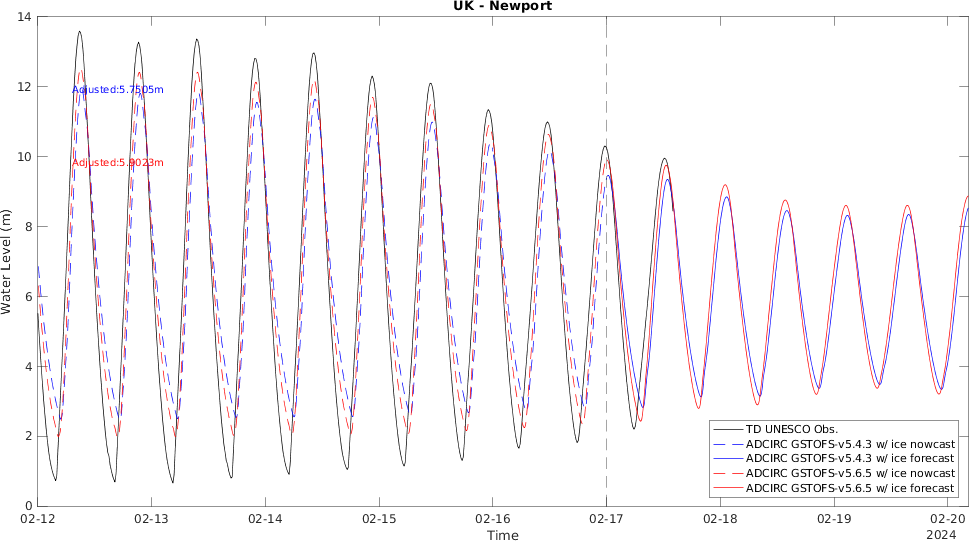 UK - Newport
14
12
10
8
6
4
2
0
Water Level (m)
Adjusted:5.7505m
Adjusted:5.9023m
TD UNESCO Obs.
ADCIRC GSTOFS-v5.4.3 w/ ice nowcast
ADCIRC GSTOFS-v5.4.3 w/ ice forecast
ADCIRC GSTOFS-v5.6.5 w/ ice nowcast
ADCIRC GSTOFS-v5.6.5 w/ ice forecast
02-12 02-13 02-14 02-15 02-16 02-17 02-18 02-19 02-20
Time 2024